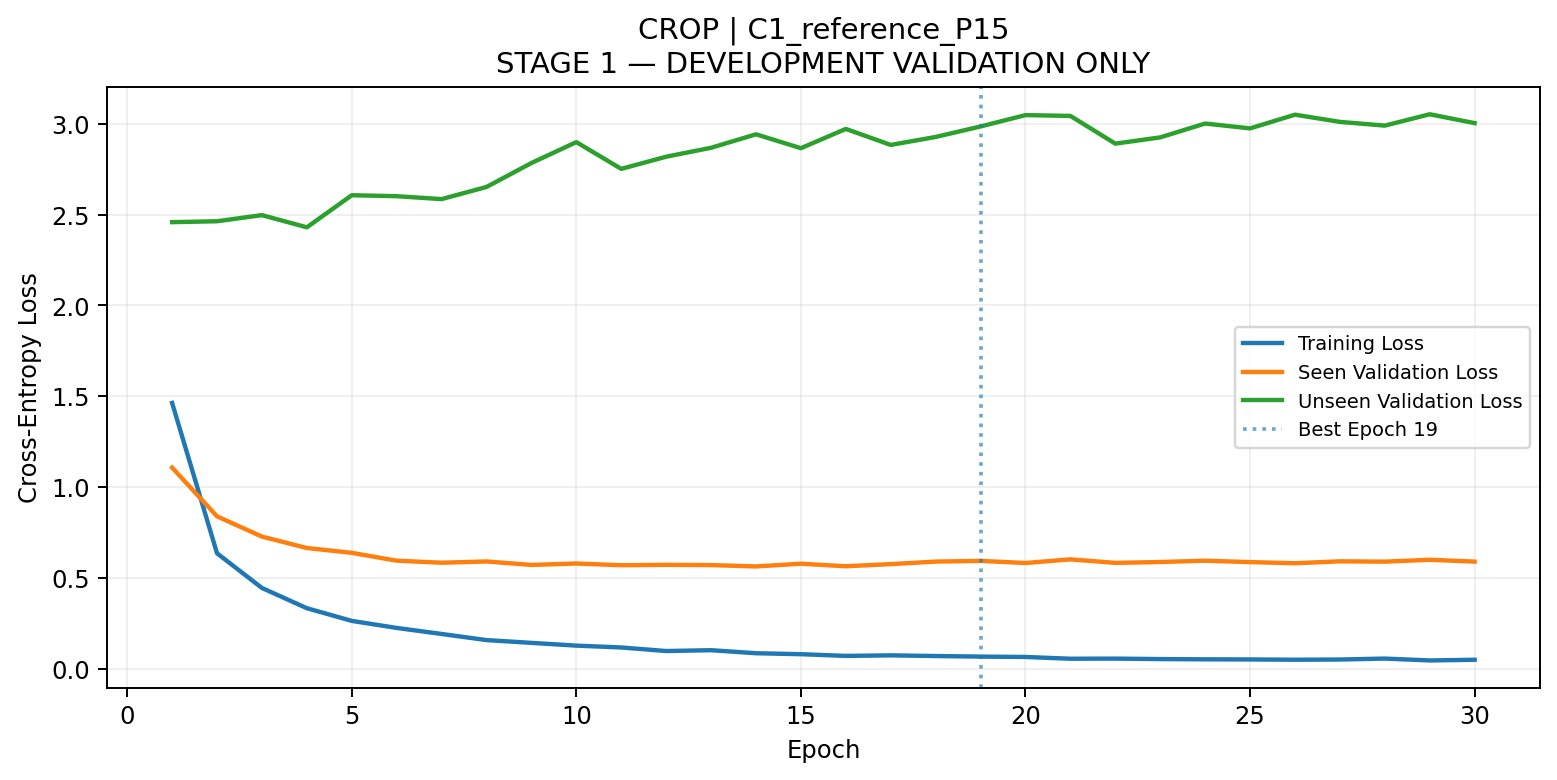 CROP | C1_reference_P15
STAGE 1 — DEVELOPMENT VALIDATION ONLY
Cross-Entropy Loss
3.0
2.5
2.0
1.5
1.0
0.5
0.0
Training Loss
Seen Validation Loss
Unseen Validation Loss
Best Epoch 19
0 5 10 15 20 25 30
Epoch